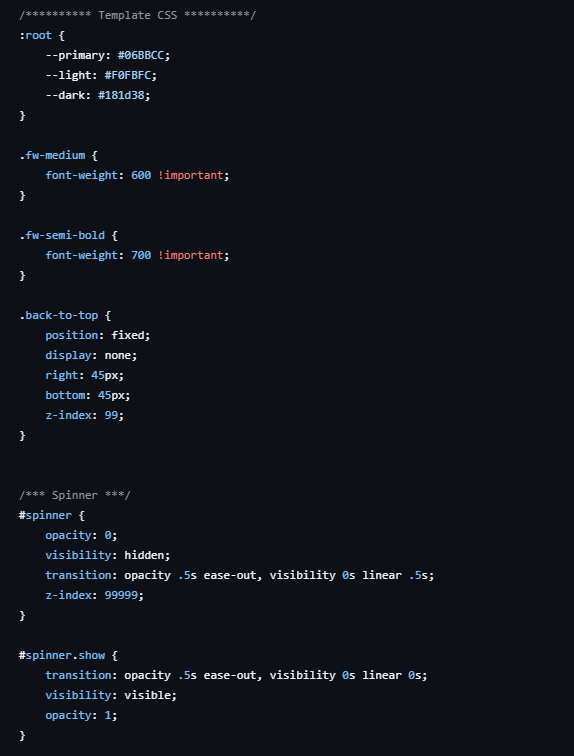 /********** Template CSS **********/
:root {
    --primary: #06BBCC;
    --light: #F0FBFC;
    --dark: #181d38;
}

.fw-medium {
    font-weight: 600 !important;
}

.fw-semi-bold {
    font-weight: 700 !important;
}

.back-to-top {
    position: fixed;
    display: none;
    right: 45px;
    bottom: 45px;
    z-index: 99;
}


/*** Spinner ***/
#spinner {
    opacity: 0;
    visibility: hidden;
    transition: opacity .5s ease-out, visibility 0s linear .5s;
    z-index: 99999;
}

#spinner.show {
    transition: opacity .5s ease-out, visibility 0s linear 0s;
    visibility: visible;
    opacity: 1;
}